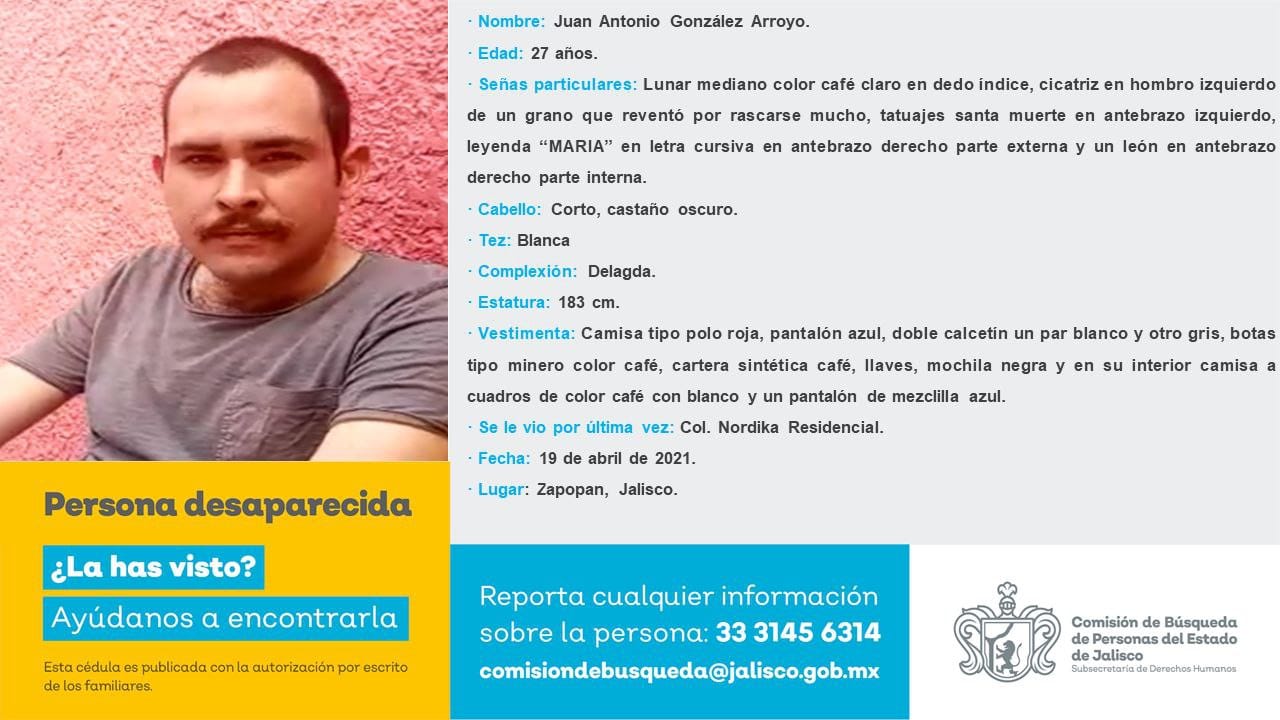 · Nombre: Juan Antonio González Arroyo.
· Edad: 27 años.
· Señas particulares: Lunar mediano color café claro en dedo índice, cicatriz en hombro izquierdo
de un grano que reventó por rascarse mucho, tatuajes santa muerte en antebrazo izquierdo,
leyenda “MARIA” en letra cursiva en antebrazo derecho parte externa y un león en antebrazo
derecho parte interna.
· Cabello: Corto, castaño oscuro.
· Tez: Blanca
· Complexión: Delagda.
· Estatura: 183 cm.
· Vestimenta: Camisa tipo polo roja, pantalón azul, doble calcetín un par blanco y otro gris, botas
tipo minero color café, cartera sintética café, llaves, mochila negra y en su interior camisa a
cuadros de color café con blanco y un pantalón de mezclilla azul.
· Se le vio por última vez: Col. Nordika Residencial.
· Fecha: 19 de abril de 2021.
· Lugar: Zapopan, Jalisco.
Persona desaparecida
¿La has visto?
Ayúdanos a encontrarla
Esta cédula es publicada con la autorización por escrito
de los familiares.
Reporta cualquier información
sobre la persona: 33 3145 6314
comisiondebusqueda@jalisco.gob.mx
Comisión de Búsqueda
de Personas del Estado
de Jalisco
Subsecretaría de Derechos Humanos